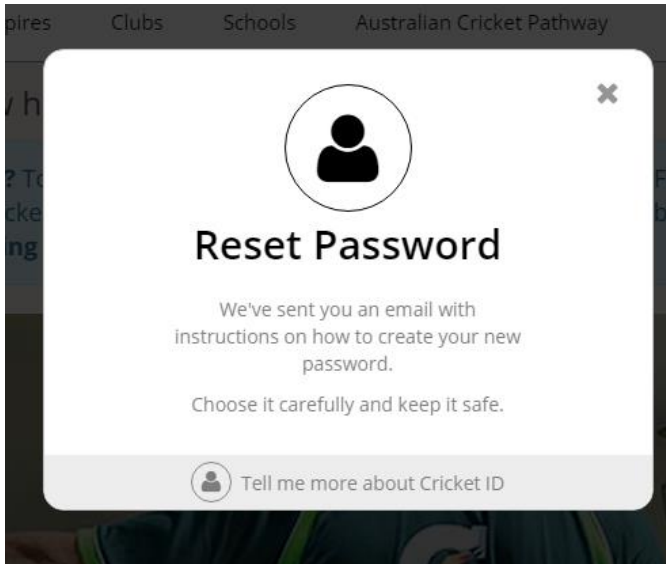 Clubs Schools Australian Cricket Pathway
Reset Password
We've sent you an email with
instructions on how to create your new
password.
Choose it carefully and keep it safe.
Tell me more about Cricket ID